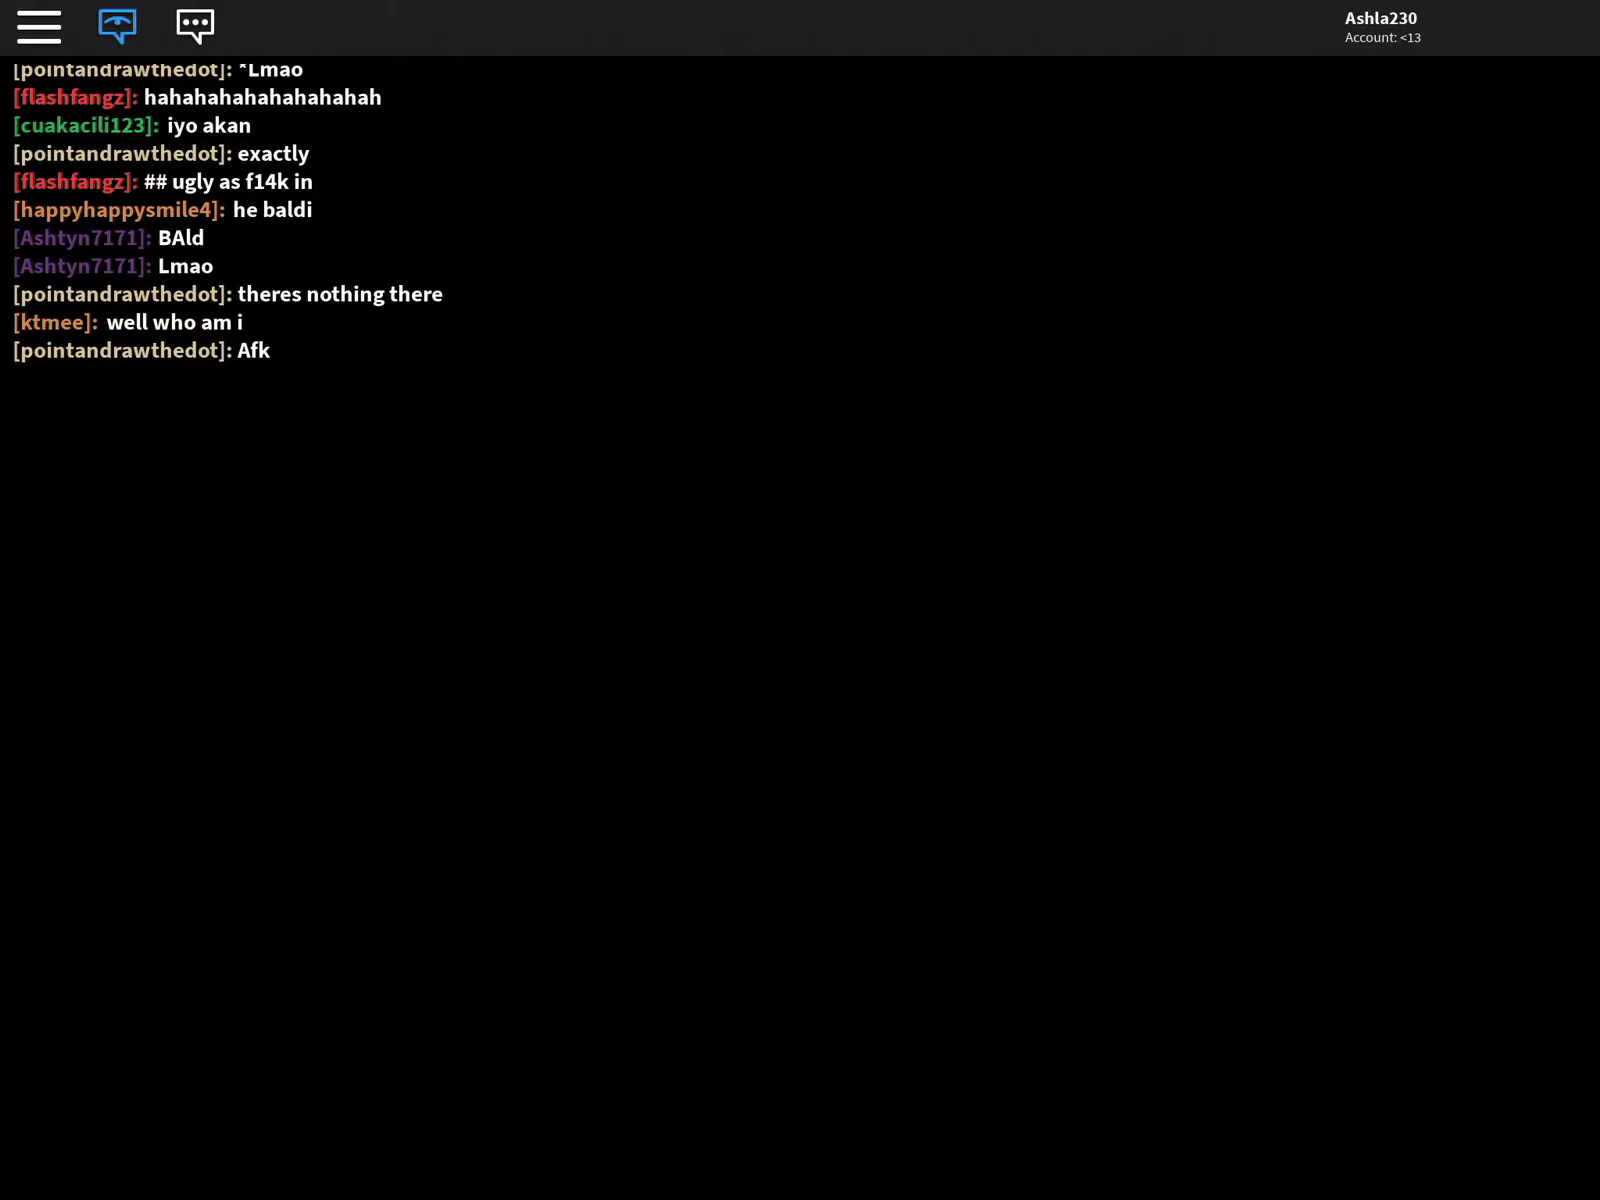 Ashla230
Account: <13
[pointandrawthedot]: *Lmao
[flashfangz]: hahahahahahahahahah
[cuakacili123]: iyo akan
[pointandrawthedot]: exactly
[flashfangz]: ## ugly as f14k in
[happyhappysmile4]: he baldi
[Ashtyn7171]: BAld
[Ashtyn7171]: Lmao
[pointandrawthedot]: theres nothing there
[ktmee]: well who am i
[pointandrawthedot]: Afk